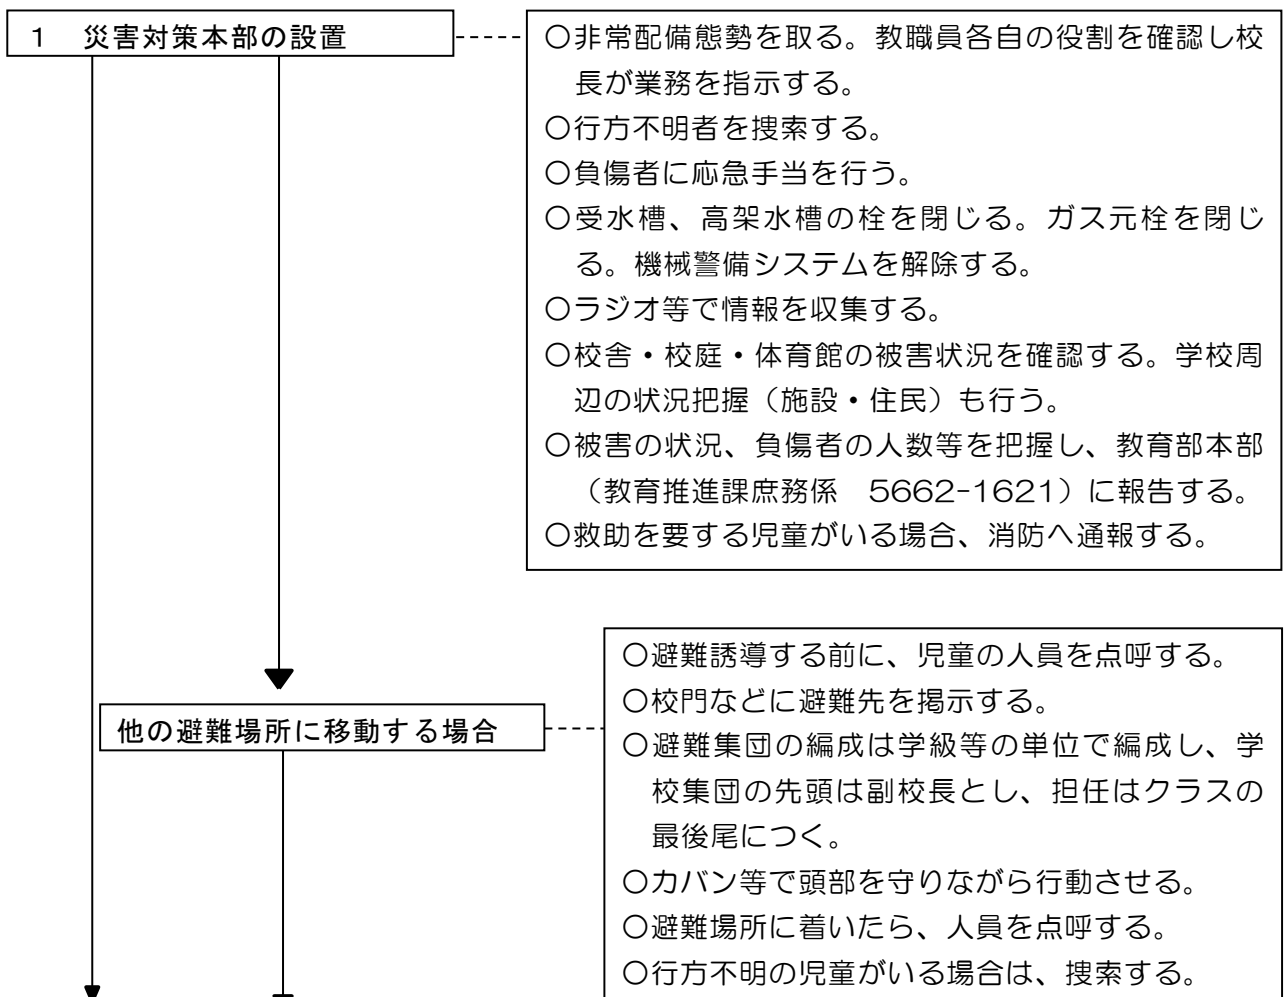 １　災害対策本部の設置
○非常配備態勢を取る。教職員各自の役割を確認し校
長が業務を指示する。
○行方不明者を捜索する。
○負傷者に応急手当を行う。
○受水槽、高架水槽の栓を閉じる。ガス元栓を閉じ
る。機械警備システムを解除する。
○ラジオ等で情報を収集する。
○校舎・校庭・体育館の被害状況を確認する。学校周
辺の状況把握（施設・住民）も行う。
○被害の状況、負傷者の人数等を把握し、教育部本部
（教育推進課庶務係　5662-1621）に報告する。
○救助を要する児童がいる場合、消防へ通報する。
他の避難場所に移動する場合
○避難誘導する前に、児童の人員を点呼する。
○校門などに避難先を掲示する。
○避難集団の編成は学級等の単位で編成し、学
校集団の先頭は副校長とし、担任はクラスの
最後尾につく。
○カバン等で頭部を守りながら行動させる。
○避難場所に着いたら、人員を点呼する。
○行方不明の児童がいる場合は、捜索する。